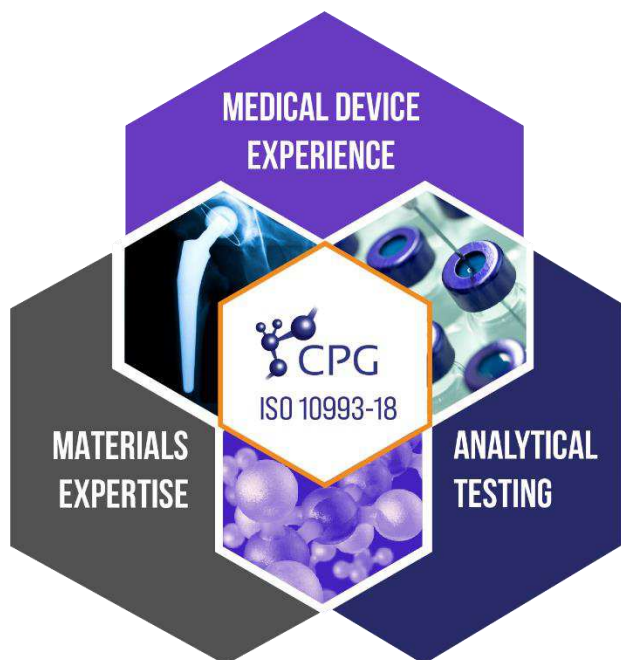 MEDICAL DEVICE
EXPERIENCE
CPG
ISO 10993-18
MATERIALS
EXPERTISE
ANALYTICAL
TESTING